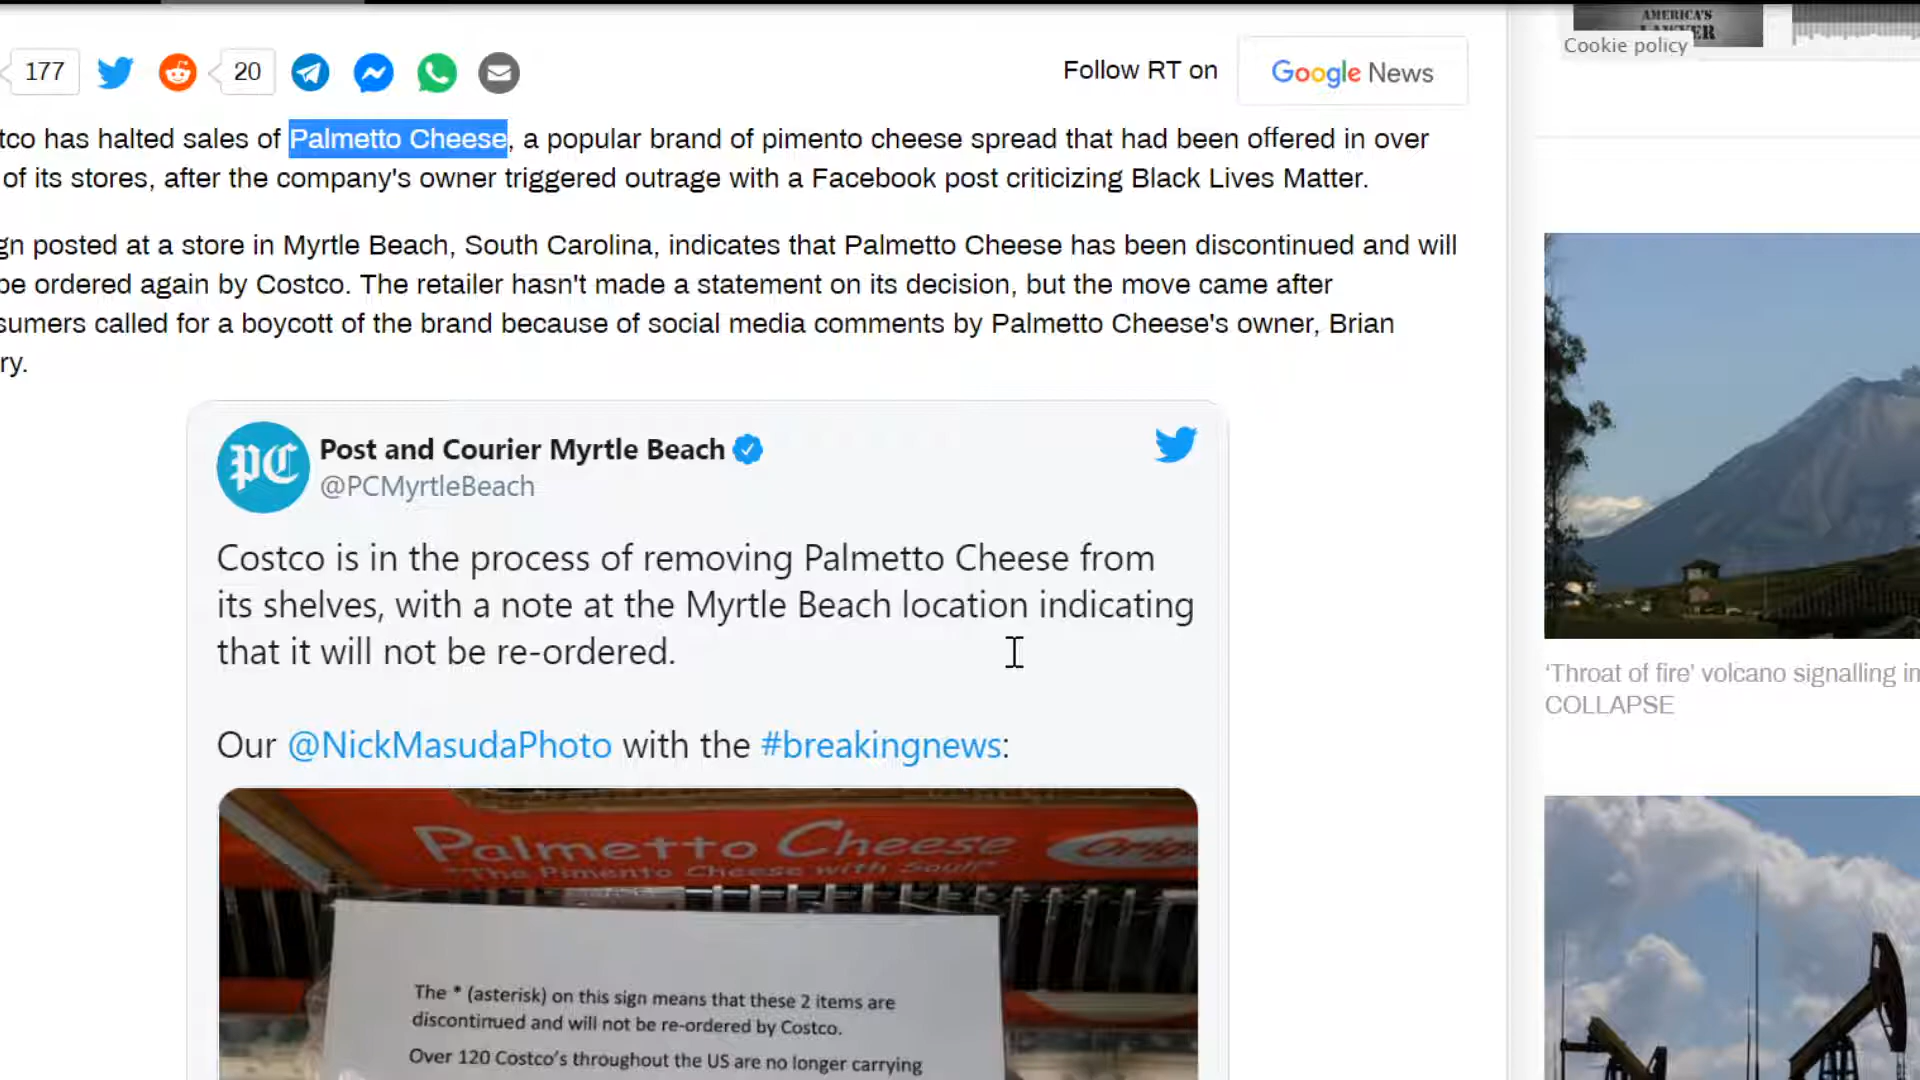 AMERICA'S
Cookie policy
177
20
Follow RT on
Google News
tco has halted sales of Palmetto Cheese, a popular brand of pimento cheese spread that had been offered in over
of its stores, after the company's owner triggered outrage with a Facebook post criticizing Black Lives Matter.
gn posted at a store in Myrtle Beach, South Carolina, indicates that Palmetto Cheese has been discontinued and will
be ordered again by Costco. The retailer hasn't made a statement on its decision, but the move came after
sumers called for a boycott of the brand because of social media comments by Palmetto Cheese's owner, Brian
ry.
PC
Post and Courier Myrtle Beach
@PCMyrtleBeach
Costco is in the process of removing Palmetto Cheese from
its shelves, with a note at the Myrtle Beach location indicating
that it will not be re-ordered.
Our @NickMasudaPhoto with the #breakingnews:
Palmetto Cheese
"The Pimento Cheese with Soul"
Origi
The * (asterisk) on this sign means that these 2 items are
discontinued and will not be re-ordered by Costco.
Over 120 Costco's throughout the US are no longer carrying
'Throat of fire' volcano signalling in
COLLAPSE